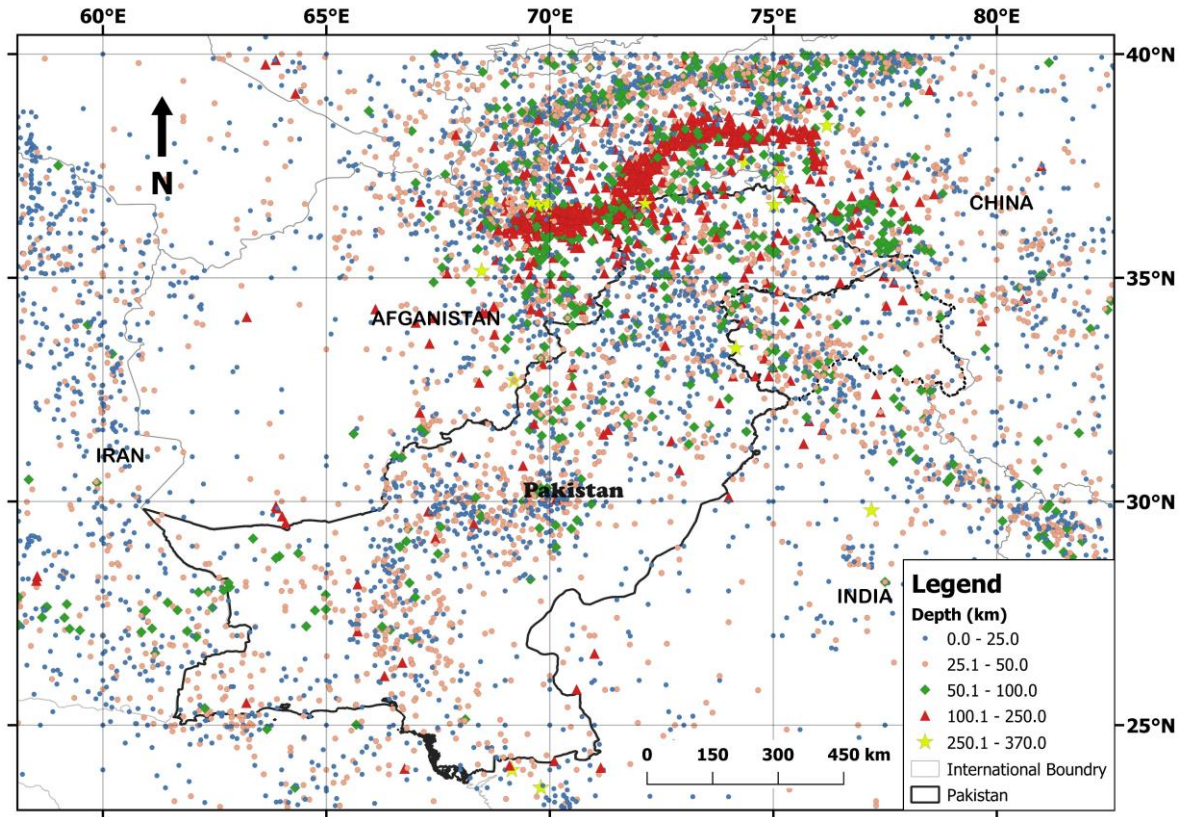 60°E 65°E 70°E 75°E 80°E
40°N
N
CHINA
35°N
AFGANISTAN
IRAN
Pakistan
30°N
INDIA
25°N
0 150 300 450 km
Legend
Depth (km)
0.0 - 25.0
25.1 - 50.0
50.1 - 100.0
100.1 - 250.0
250.1 - 370.0
International Boundry
Pakistan